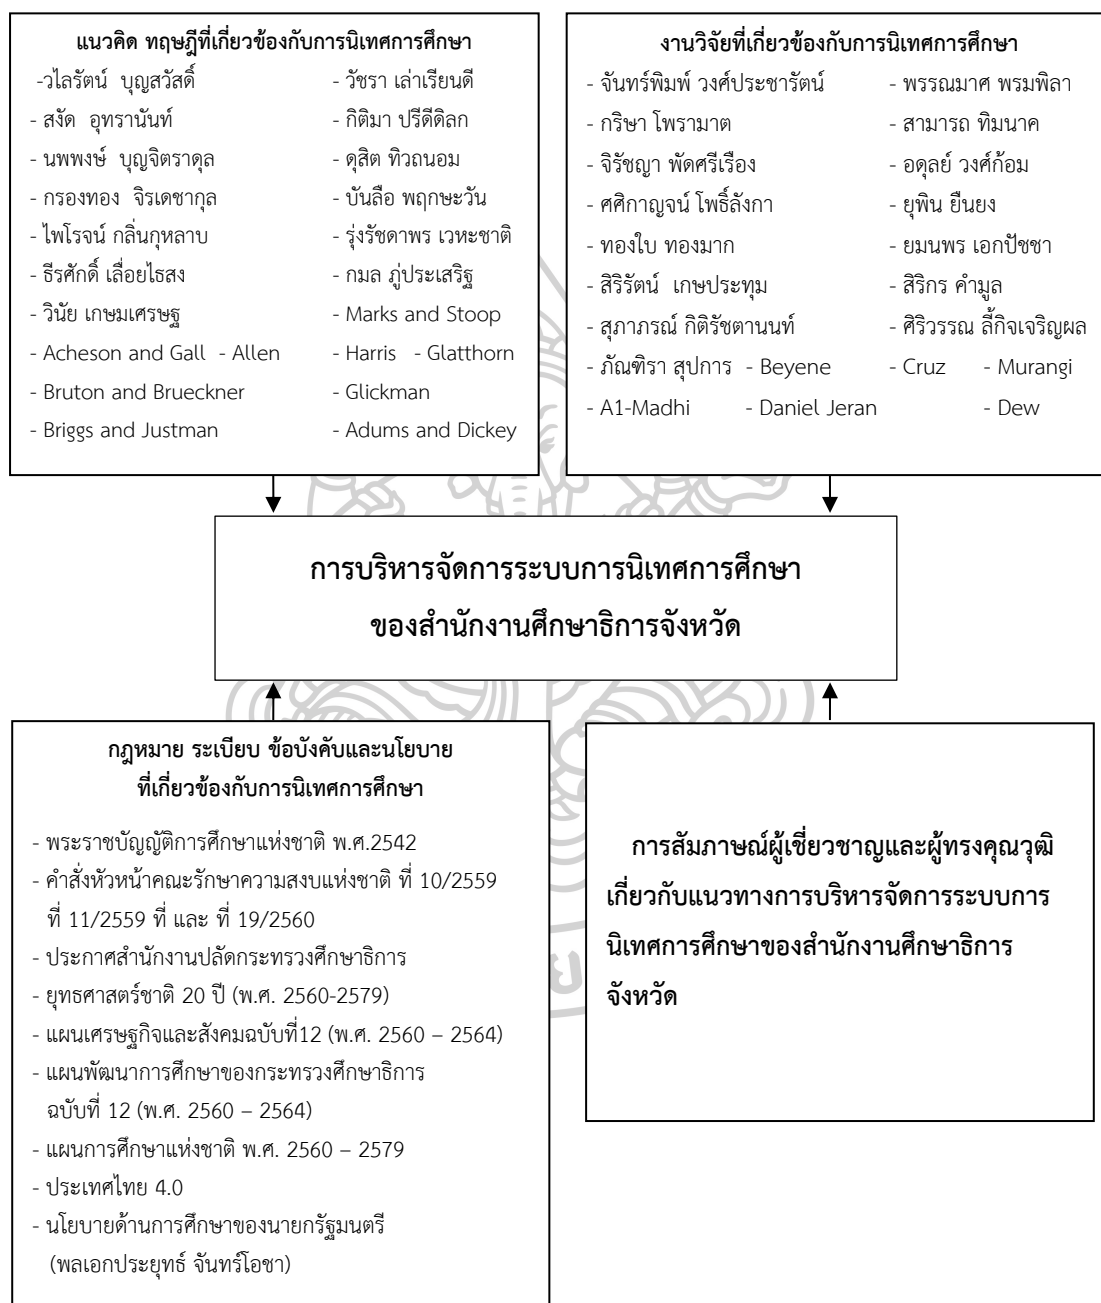 แนวคิด ทฤษฎีที่เกี่ยวข้องกับการนิเทศการศึกษา
-วไลรัตน์ บุญสวัสดิ์ - วัชรา เล่าเรียนดี
- สงัด อุทรานันท์ - กิติมา ปรีดีดิลก
- นพพงษ์ บุญจิตราดุล - ดุสิต ทิวถนอม
- กรองทอง จิรเดชากุล - บันลือ พฤกษะวัน
- ไพโรจน์ กลิ่นกุหลาบ - รุ่งรัชดาพร เวหะชาติ
- ธีรศักดิ์ เลื่อยไธสง - กมล ภู่ประเสริฐ
- วินัย เกษมเศรษฐ - Marks and Stoop
- Acheson and Gall - Allen - Harris - Glatthorn
- Bruton and Brueckner - Glickman
- Briggs and Justman - Adums and Dickey
งานวิจัยที่เกี่ยวข้องกับการนิเทศการศึกษา
- จันทร์พิมพ์ วงศ์ประชารัตน์ - พรรณมาศ พรมพิลา
- กริษา โพรามาต - สามารถ ทิมนาค
- จิรัชญา พัดศรีเรือง - อดุลย์ วงศ์ก้อม
- ศศิกาญจน์ โพธิ์ลังกา - ยุพิน ยืนยง
- ทองใบ ทองมาก - ยมนพร เอกปัชชา
- สิริรัตน์ เกษประทุม - สิริกร คำมูล
- สุภาภรณ์ กิติรัชตานนท์ - ศิริวรรณ ลี้กิจเจริญผล
- ภัณฑิรา สุปการ - Beyene - Cruz - Murangi
- A1-Madhi - Daniel Jeran - Dew
การบริหารจัดการระบบการนิเทศการศึกษา
ของสำนักงานศึกษาธิการจังหวัด
กฎหมาย ระเบียบ ข้อบังคับและนโยบาย
ที่เกี่ยวข้องกับการนิเทศการศึกษา
- พระราชบัญญัติการศึกษาแห่งชาติ พ.ศ.2542
- คำสั่งหัวหน้าคณะรักษาความสงบแห่งชาติ ที่ 10/2559
ที่ 11/2559 ที่ และ ที่ 19/2560
- ประกาศสำนักงานปลัดกระทรวงศึกษาธิการ
- ยุทธศาสตร์ชาติ 20 ปี (พ.ศ. 2560-2579)
- แผนเศรษฐกิจและสังคมฉบับที่12 (พ.ศ. 2560 – 2564)
- แผนพัฒนาการศึกษาของกระทรวงศึกษาธิการ
ฉบับที่ 12 (พ.ศ. 2560 – 2564)
- แผนการศึกษาแห่งชาติ พ.ศ. 2560 – 2579
- ประเทศไทย 4.0
- นโยบายด้านการศึกษาของนายกรัฐมนตรี
(พลเอกประยุทธ์ จันทร์โอชา)
การสัมภาษณ์ผู้เชี่ยวชาญและผู้ทรงคุณวุฒิ
เกี่ยวกับแนวทางการบริหารจัดการระบบการ
นิเทศการศึกษาของสำนักงานศึกษาธิการ
จังหวัด